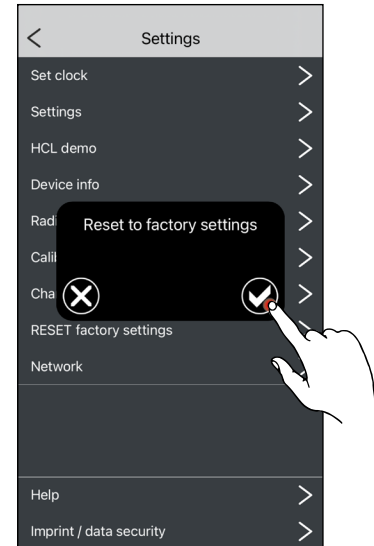 Settings
Set clock
Settings
HCL demo
Device info
Reset to factory settings
RESET factory settings
Network
Help
Imprint / data security